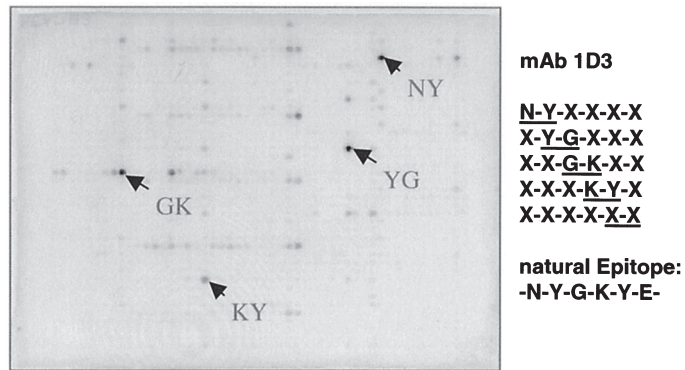 NY
YG
GK
KY
mAb 1D3
N-Y-X-X-X-X
X-Y-G-X-X-X
X-X-G-K-X-X
X-X-X-K-Y-X
X-X-X-X-X-X
natural Epitope:
-N-Y-G-K-Y-E-